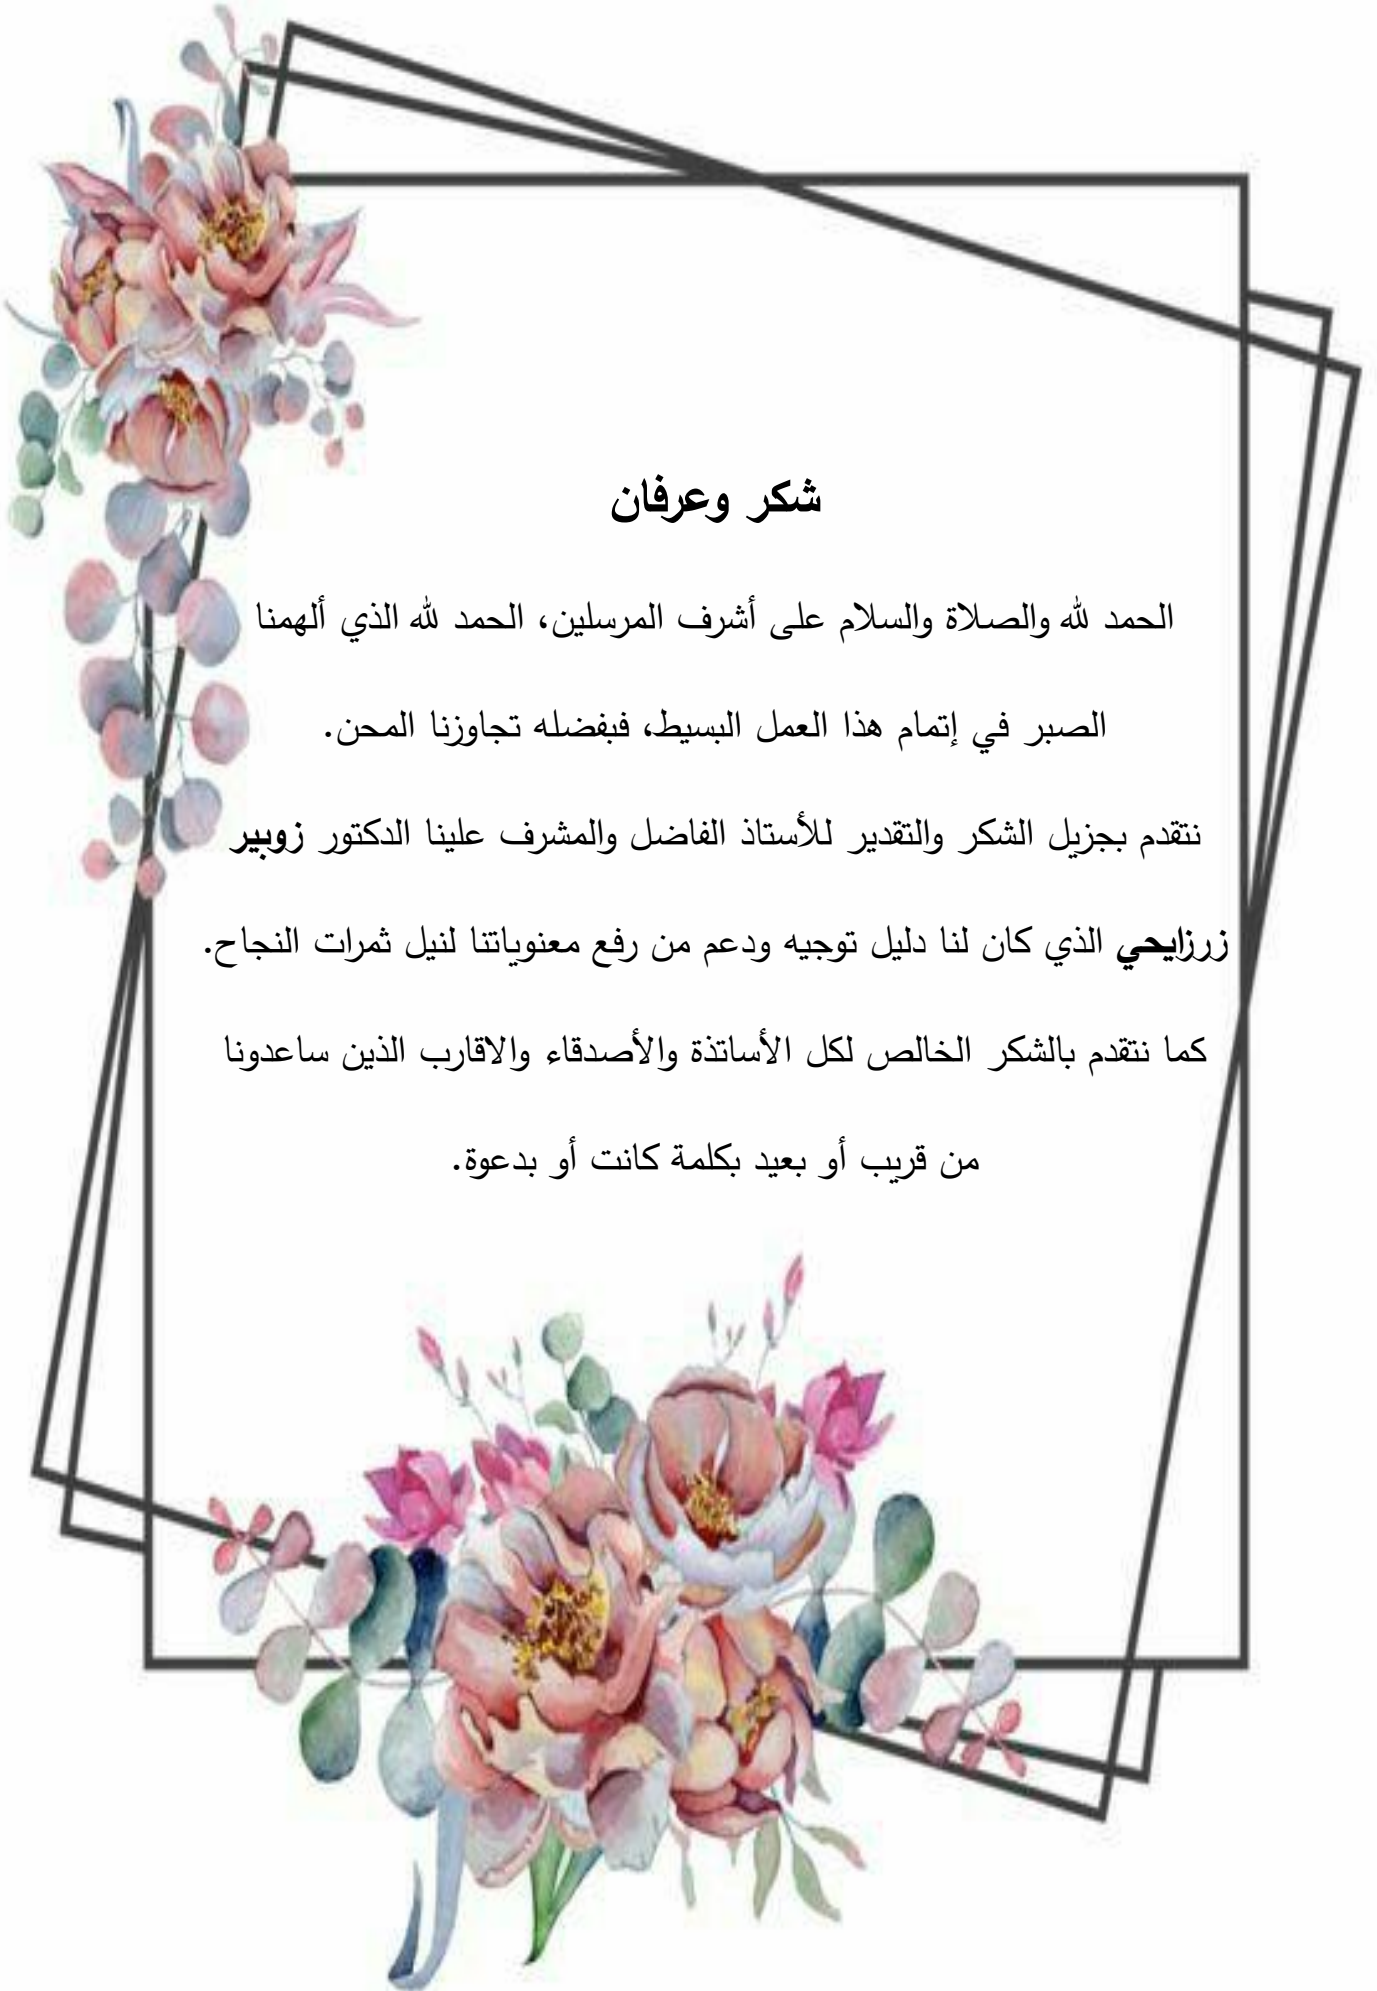 شكر وعرفان
الحمد لله والصلاة والسلام على أشرف المرسلين، الحمد لله الذي ألهمنا
الصبر في إتمام هذا العمل البسيط، فبفضله تجاوزنا المحن.
نتقدم بجزيل الشكر والتقدير للأستاذ الفاضل والمشرف علينا الدكتور زوبير
زرزايحي الذي كان لنا دليل توجيه ودعم من رفع معنوياتنا لنيل ثمرات النجاح.
كما نتقدم بالشكر الخالص لكل الأساتذة والأصدقاء والاقارب الذين ساعدونا
من قريب أو بعيد بكلمة كانت أو بدعوة.